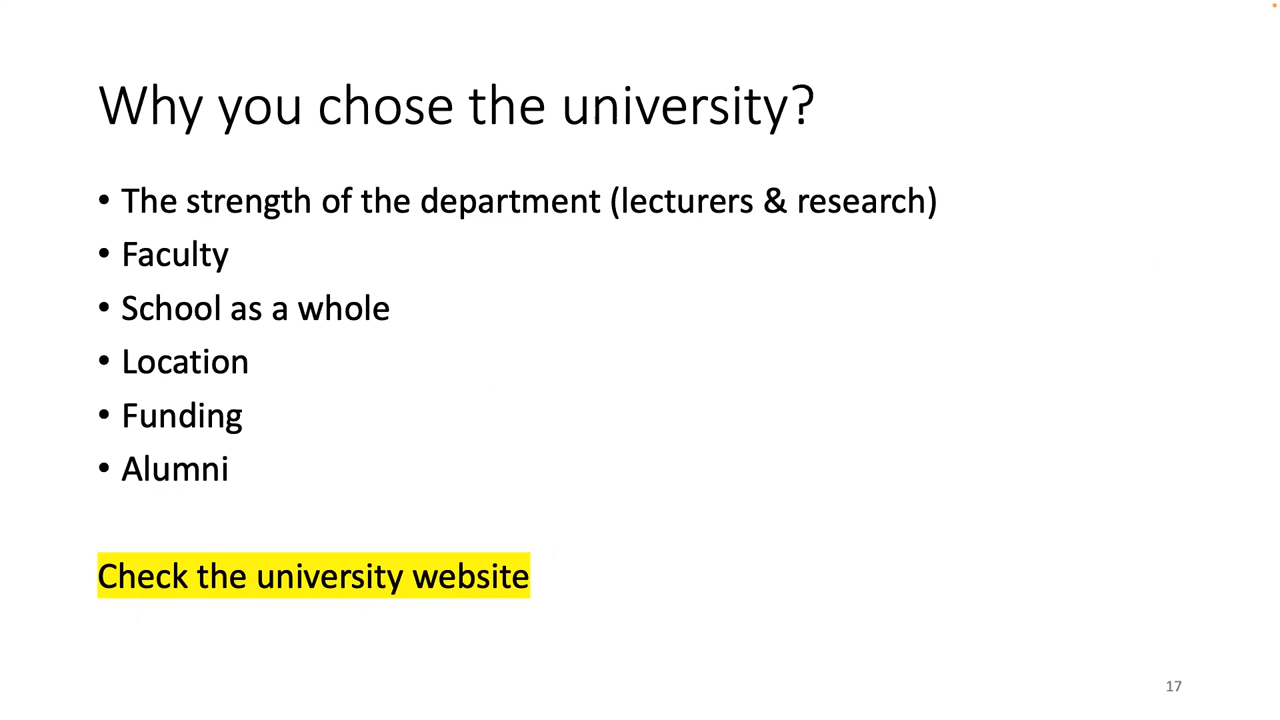 Why you chose the university?
• The strength of the department (lecturers & research)
• Faculty
• School as a whole
• Location
• Funding
• Alumni
Check the university website
17